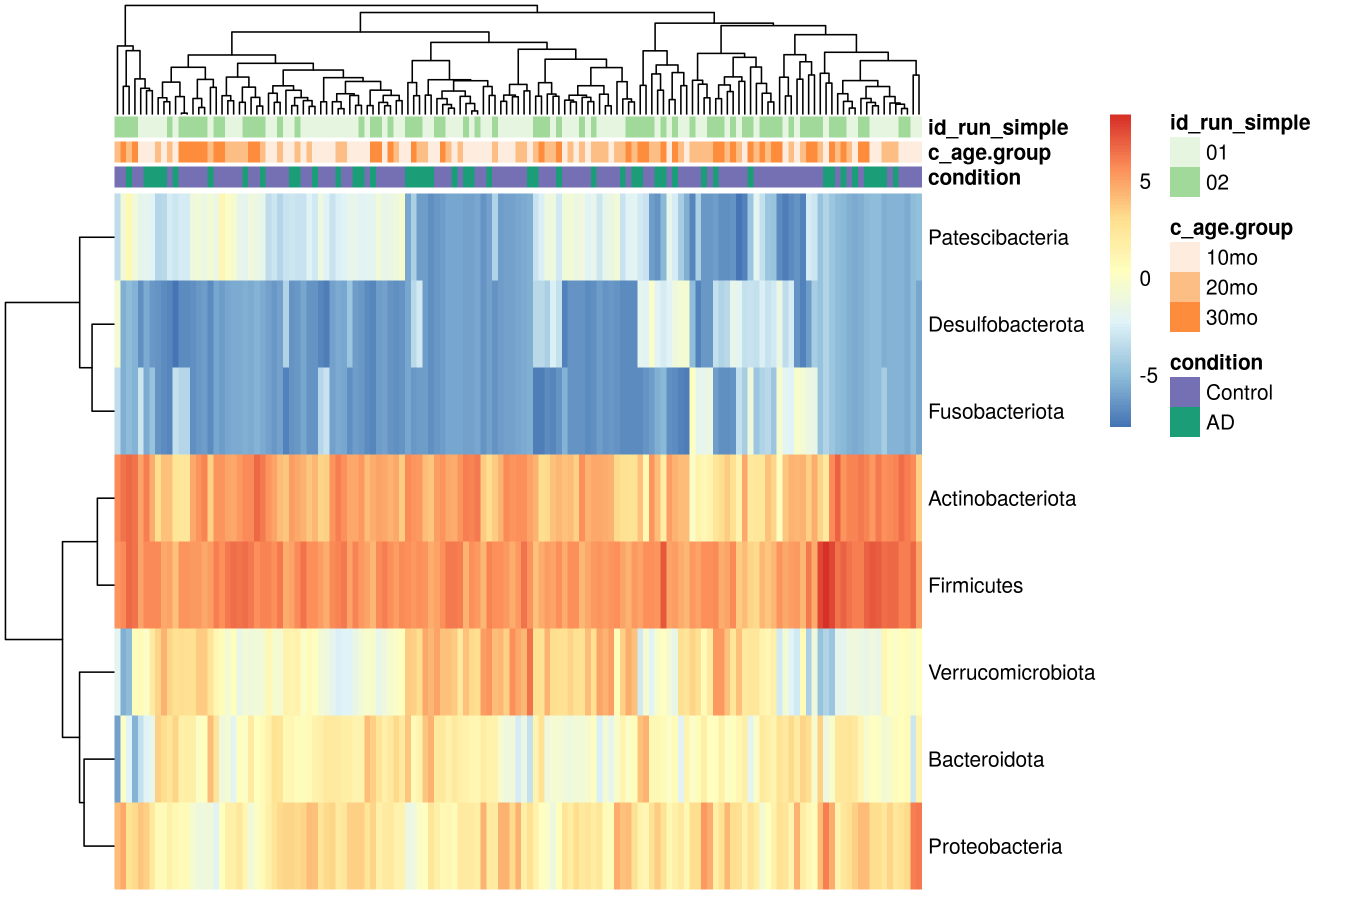 id_run_simple
c_age.group
condition
Patescibacteria
Desulfobacterota
Fusobacteriota
Actinobacteriota
Firmicutes
Verrucomicrobiota
Bacteroidota
Proteobacteria
5
0
-5
id_run_simple
01
02
c_age.group
10mo
20mo
30mo
condition
Control
AD